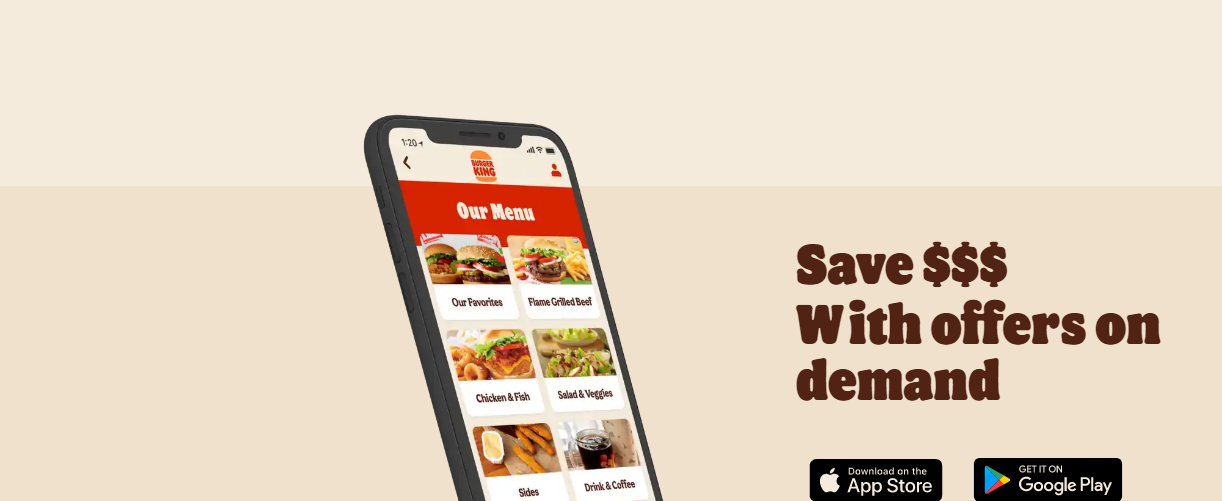 1:20
BURGER
KING
Our Menu
Our Favorites
Flame Grilled Beef
Chicken & Fish
Salad & Veggies
Sides
Drink & Coffee
Save $$$
With offers on
demand
Download on the
App Store
GET IT ON
Google Play